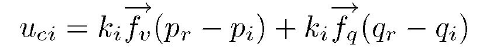 $u_{ci} = k_i \overrightarrow{f_v}(p_r - p_i) + k_i \overrightarrow{f_q}(q_r - q_i)$